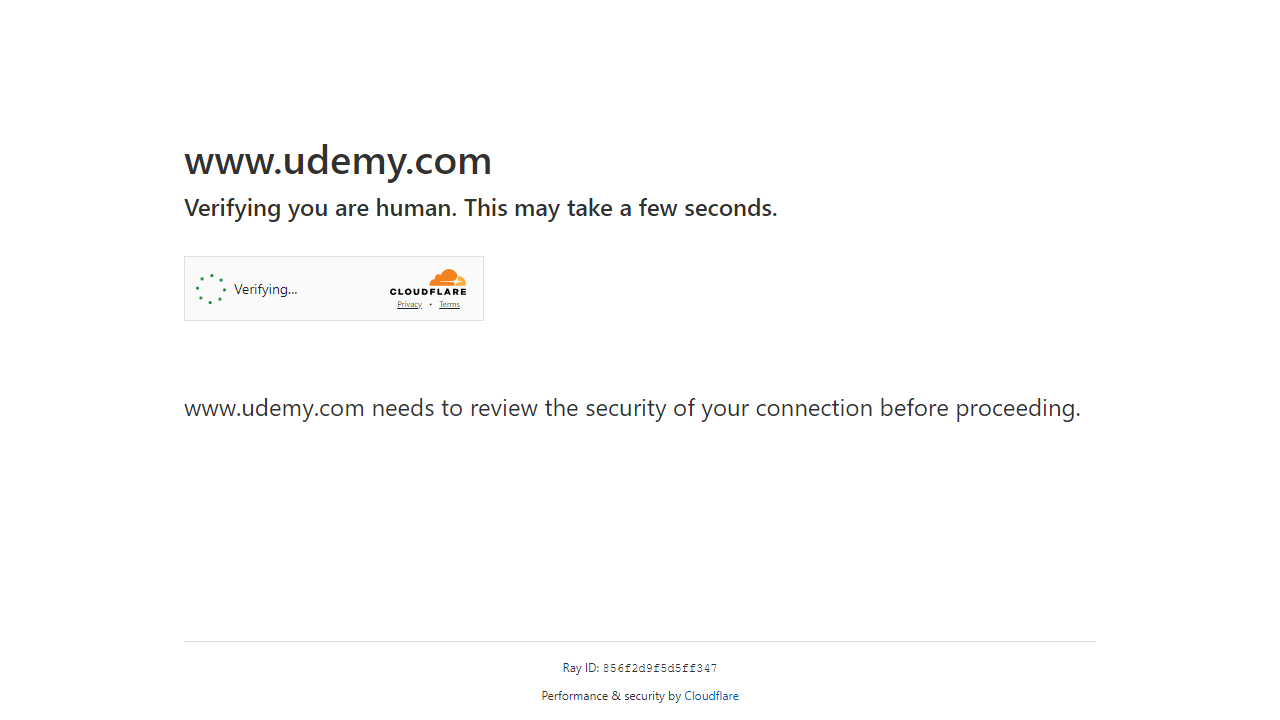 www.udemy.com
Verifying you are human. This may take a few seconds.
Verifying...
CLOUDFLARE
Privacy • Terms
www.udemy.com needs to review the security of your connection before proceeding.
Ray ID: 856f2d9f5d5ff347
Performance & security by Cloudflare